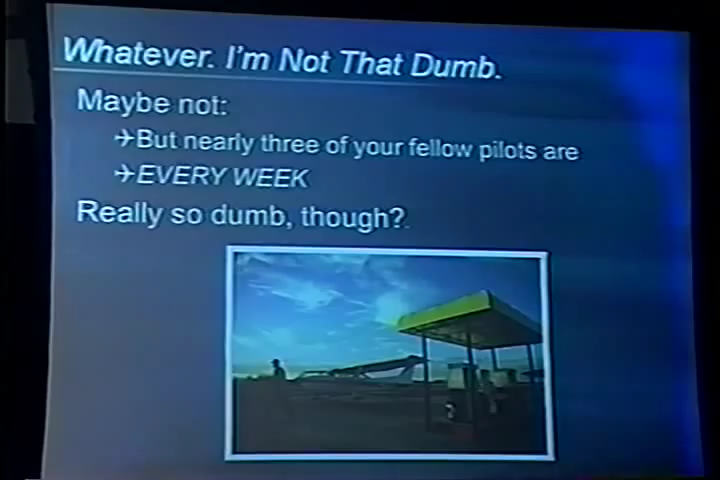 Whatever. I'm Not That Dumb.
Maybe not:
✈But nearly three of your fellow pilots are
✈EVERY WEEK
Really so dumb, though?